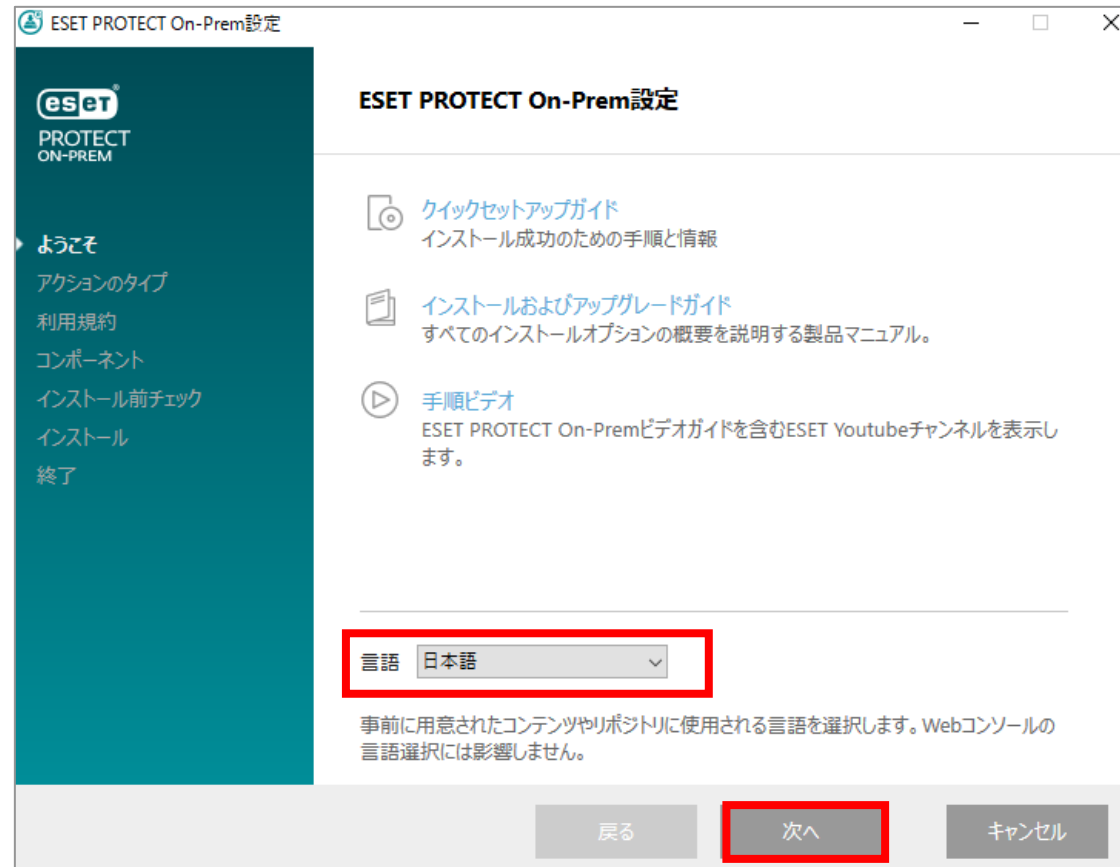 ESET PROTECT On-Prem設定
eset
PROTECT
ON-PREM
ようこそ
アクションのタイプ
利用規約
コンポーネント
インストール前チェック
インストール
終了
ESET PROTECT On-Prem設定
クイックセットアップガイド
インストール成功のための手順と情報
インストールおよびアップグレードガイド
すべてのインストールオプションの概要を説明する製品マニュアル。
手順ビデオ
ESET PROTECT On-Premビデオガイドを含むESET Youtubeチャンネルを表示し
ます。
言語 日本語
事前に用意されたコンテンツやリポジトリに使用される言語を選択します。Webコンソールの
言語選択には影響しません。
戻る 次へ キャンセル